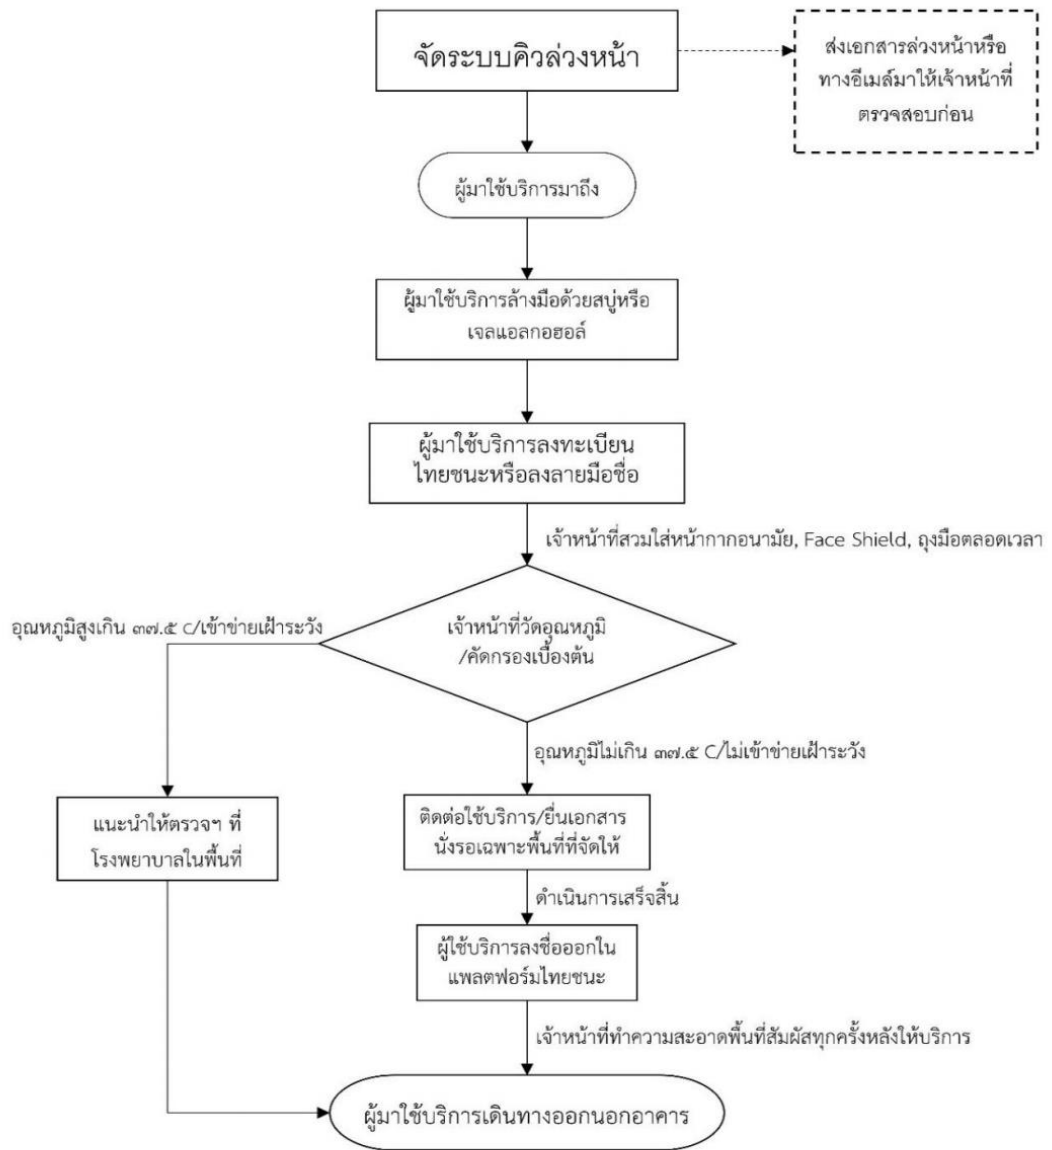 จัดระบบคิวล่วงหน้า
ส่งเอกสารล่วงหน้าหรือ
ทางอีเมล์มาให้เจ้าหน้าที่
ตรวจสอบก่อน
ผู้มาใช้บริการมาถึง
ผู้มาใช้บริการล้างมือด้วยสบู่หรือ
เจลแอลกอฮอล์
ผู้มาใช้บริการลงทะเบียน
ไทยชนะหรือลงลายมือชื่อ
เจ้าหน้าที่สวมใส่หน้ากากอนามัย, Face Shield, ถุงมือตลอดเวลา
อุณหภูมิสูงเกิน ๓๗.๕ C/เข้าข่ายเฝ้าระวัง
เจ้าหน้าที่วัดอุณหภูมิ
/คัดกรองเบื้องต้น
อุณหภูมิไม่เกิน ๓๗.๕ C/ไม่เข้าข่ายเฝ้าระวัง
แนะนำให้ตรวจฯ ที่
โรงพยาบาลในพื้นที่
ติดต่อใช้บริการ/ยื่นเอกสาร
นั่งรอเฉพาะพื้นที่ที่จัดให้
ดำเนินการเสร็จสิ้น
ผู้ใช้บริการลงชื่อออกใน
แพลตฟอร์มไทยชนะ
เจ้าหน้าที่ทำความสะอาดพื้นที่สัมผัสทุกครั้งหลังให้บริการ
ผู้มาใช้บริการเดินทางออกนอกอาคาร